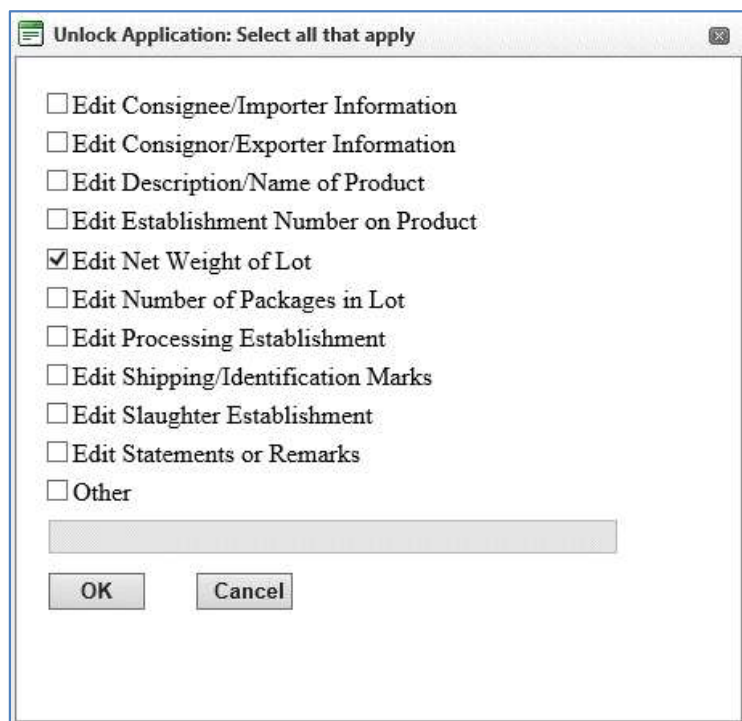 Unlock Application: Select all that apply
Edit Consignee/Importer Information
Edit Consignor/Exporter Information
Edit Description/Name of Product
Edit Establishment Number on Product
Edit Net Weight of Lot
Edit Number of Packages in Lot
Edit Processing Establishment
Edit Shipping/Identification Marks
Edit Slaughter Establishment
Edit Statements or Remarks
Other
OK Cancel